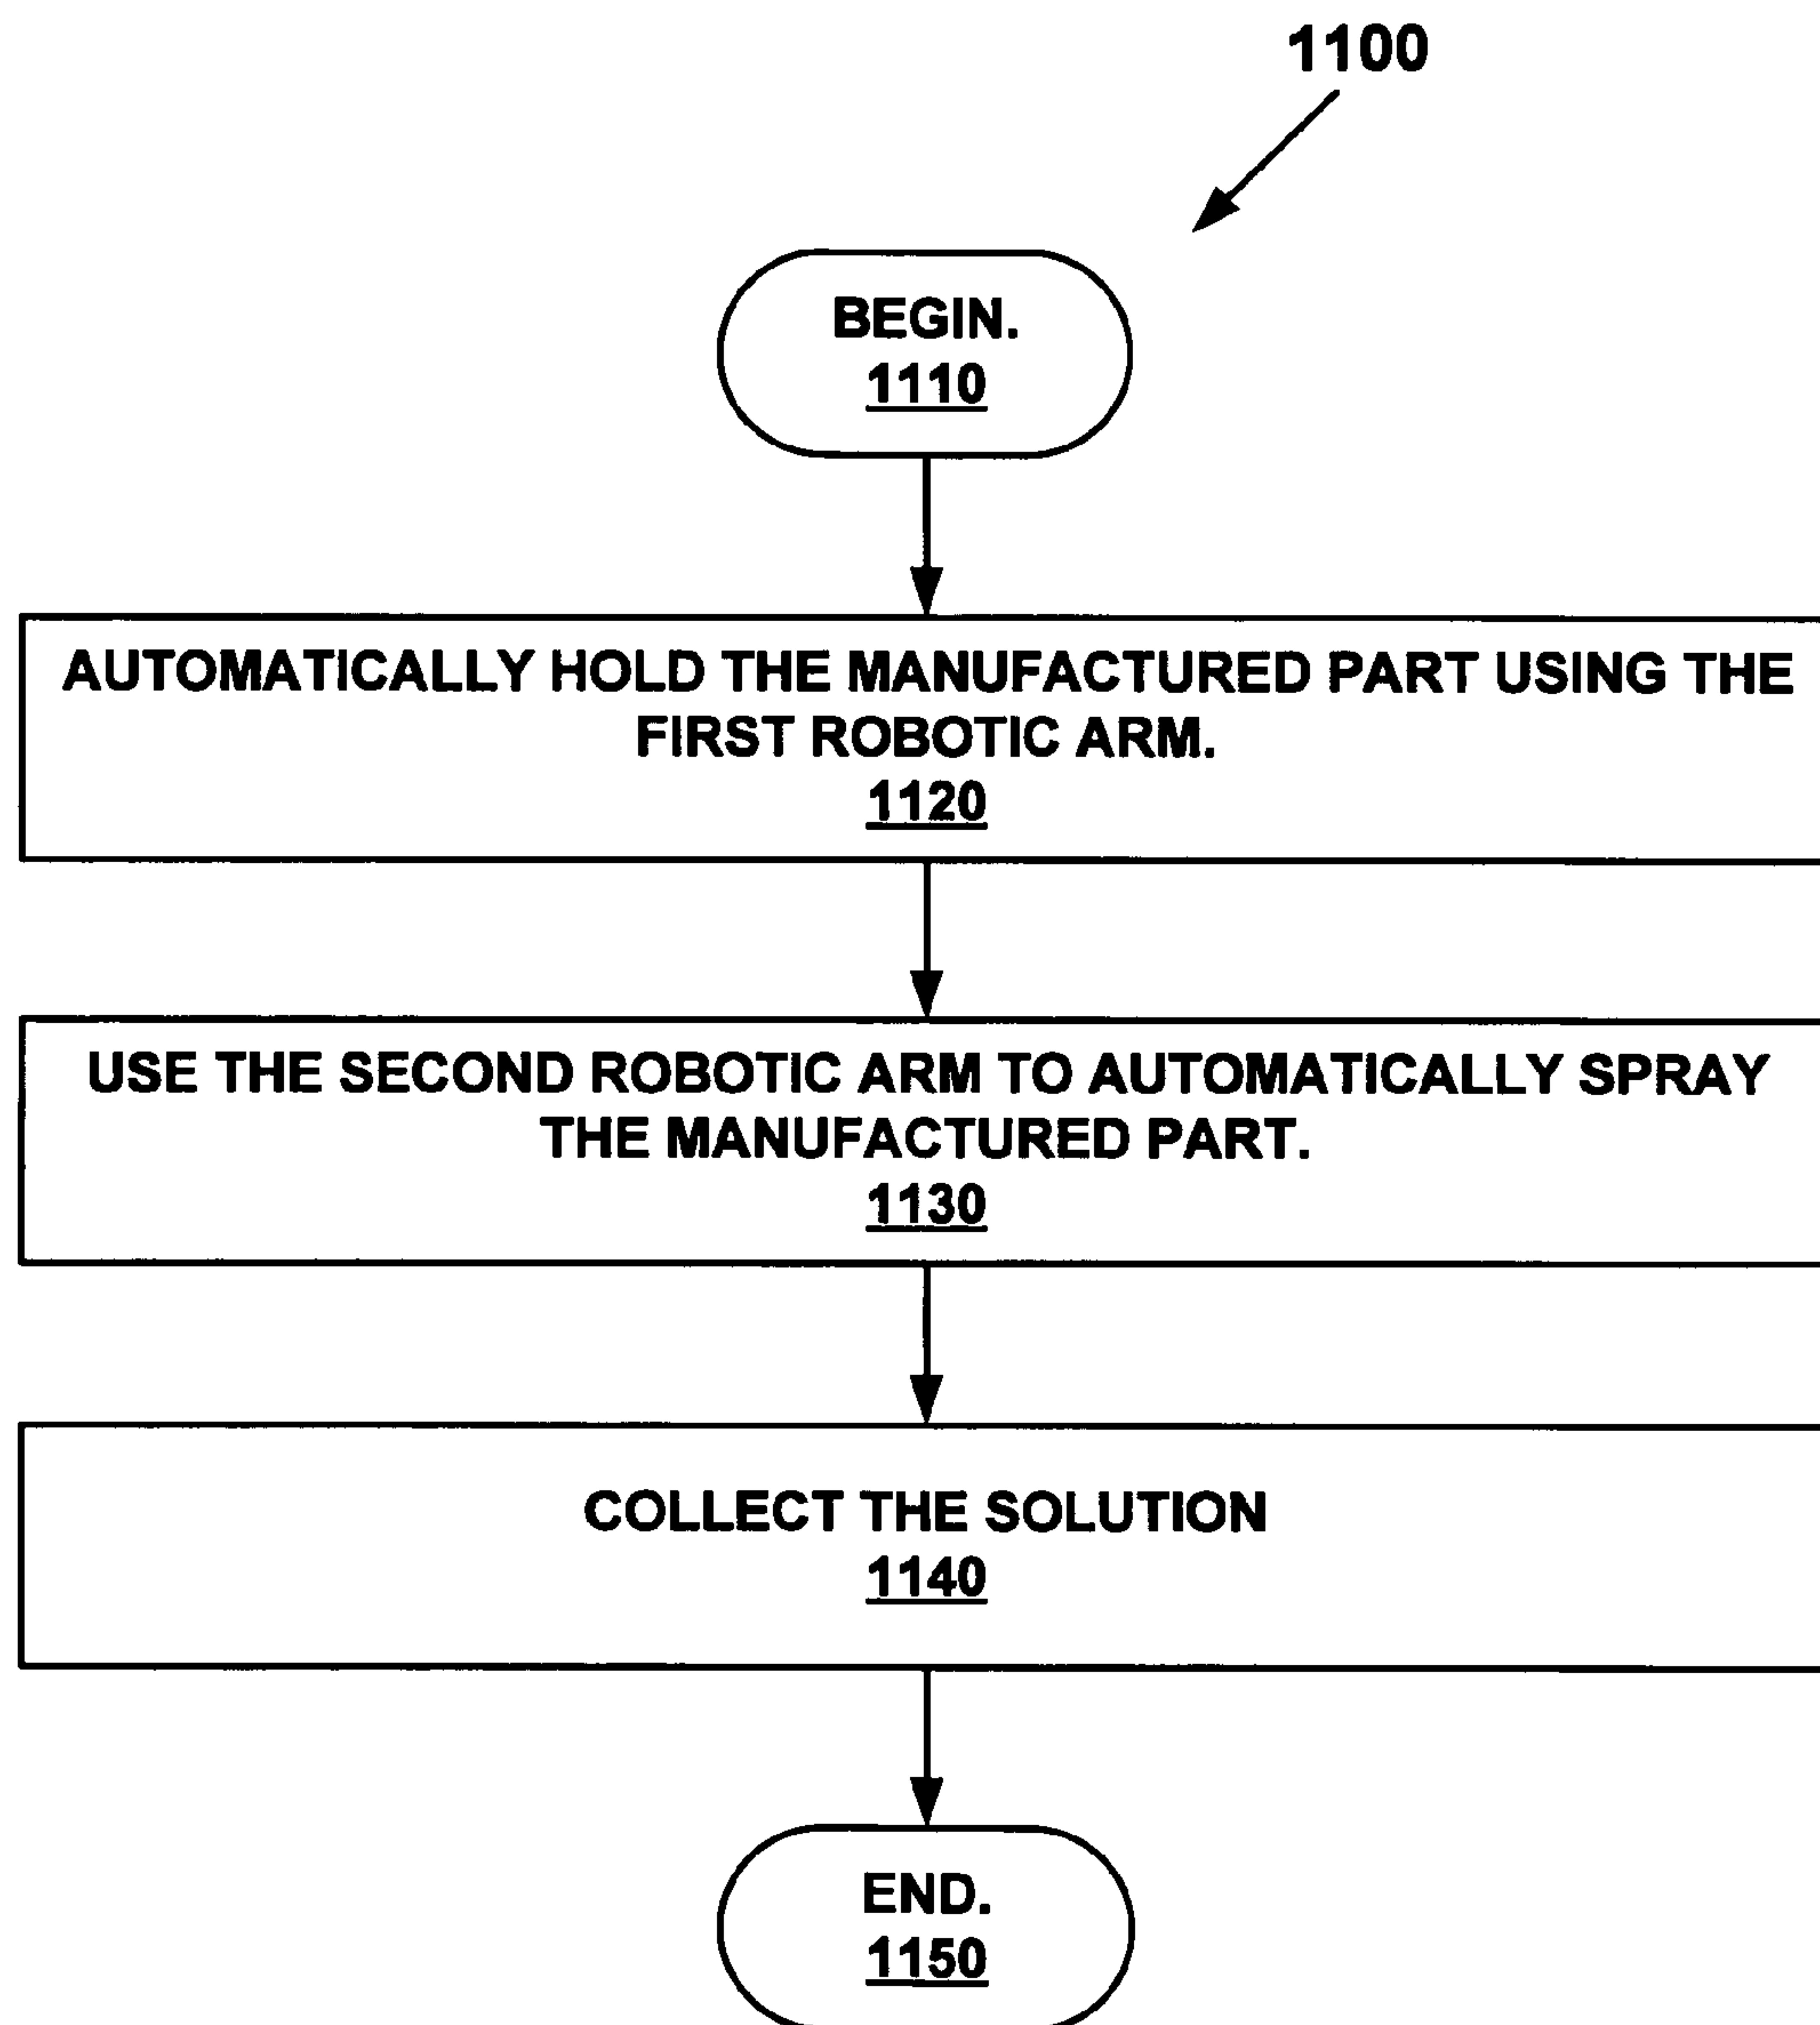 1100
BEGIN.
1110
AUTOMATICALLY HOLD THE MANUFACTURED PART USING THE
FIRST ROBOTIC ARM.
1120
USE THE SECOND ROBOTIC ARM TO AUTOMATICALLY SPRAY
THE MANUFACTURED PART.
1130
COLLECT THE SOLUTION
1140
END.
1150